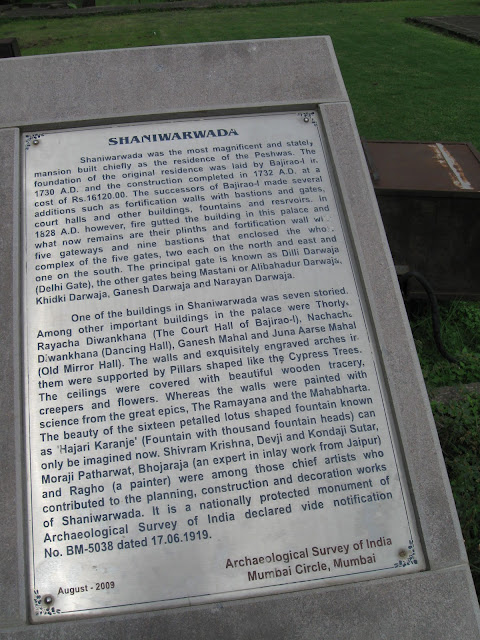 SHANIWARWADA
Shaniwarwada was the most magnificent and stately
mansion built chiefly as the residence of the Peshwas. The
foundation of the original residence was laid by Bajirao-I in
1730 A.D. and the construction completed in 1732 A.D. at a
cost of Rs.16120.00. The successors of Bajirao-I made several
additions such as fortification walls with bastions and gates,
court halls and other buildings, fountains and resrvoirs. In
1828 A.D. however, fire gutted the building in this palace and
what now remains are their plinths and fortification wall
five gateways and nine bastions that enclosed the
complex of the five gates, two each on the north and east and
one on the south. The principal gate is known as Dilli Darwaja
(Delhi Gate), the other gates being Mastani or Alibahadur Darwaja,
Khidki Darwaja, Ganesh Darwaja and Narayan Darwaja.
One of the buildings in Shaniwarwada was seven storied.
Among other important buildings in the palace were Thorlya
Rayacha Diwankhana (The Court Hall of Bajirao-I), Nachacha
Diwankhana (Dancing Hall), Ganesh Mahal and Juna Aarse Mahal
(Old Mirror Hall). The walls and exquisitely engraved arches in
them were supported by Pillars shaped like the Cypress Trees.
The ceilings were covered with beautiful wooden tracery,
creepers and flowers. Whereas the walls were painted with
science from the great epics, The Ramayana and the Mahabharta.
The beauty of the sixteen petalled lotus shaped fountain known
as 'Hajari Karanje' (Fountain with thousand fountain heads) can
only be imagined now. Shivram Krishna, Devji and Kondaji Sutar,
Moraji Patharwat, Bhojaraja (an expert in inlay work from Jaipur)
and Ragho (a painter) were among those chief artists who
contributed to the planning, construction and decoration works
of Shaniwarwada. It is a nationally protected monument of
Archaeological Survey of India declared vide notification
No. BM-5038 dated 17.06.1919.
Archaeological Survey of India
Mumbai Circle, Mumbai
August - 2009